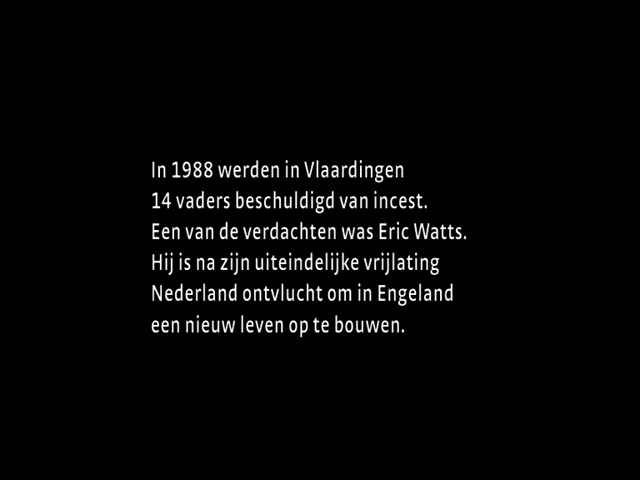 In 1988 werden in Vlaardingen
14 vaders beschuldigd van incest.
Een van de verdachten was Eric Watts.
Hij is na zijn uiteindelijke vrijlating
Nederland ontvlucht om in Engeland
een nieuw leven op te bouwen.